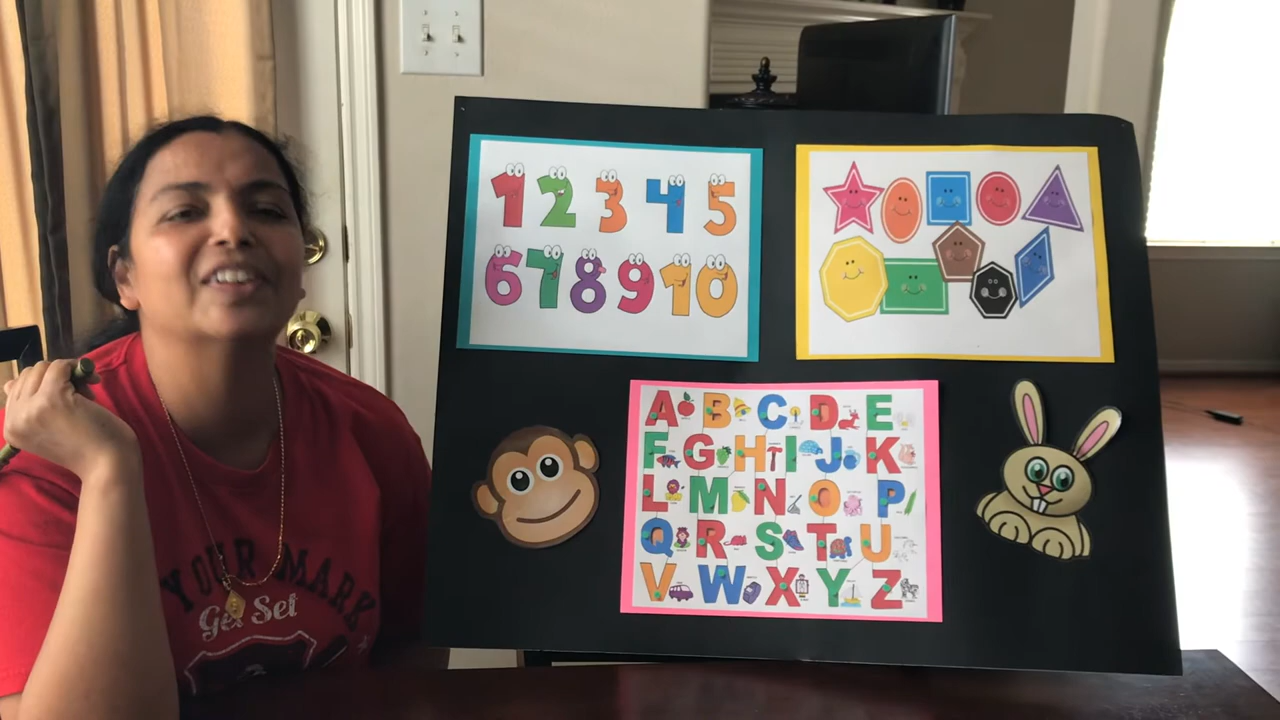 1 2 3 4 5
6 7 8 9 10
A B C D E
F G H I J K
L M N O P
Q R S T U
V W X Y Z
YOUR MARK
Get Set